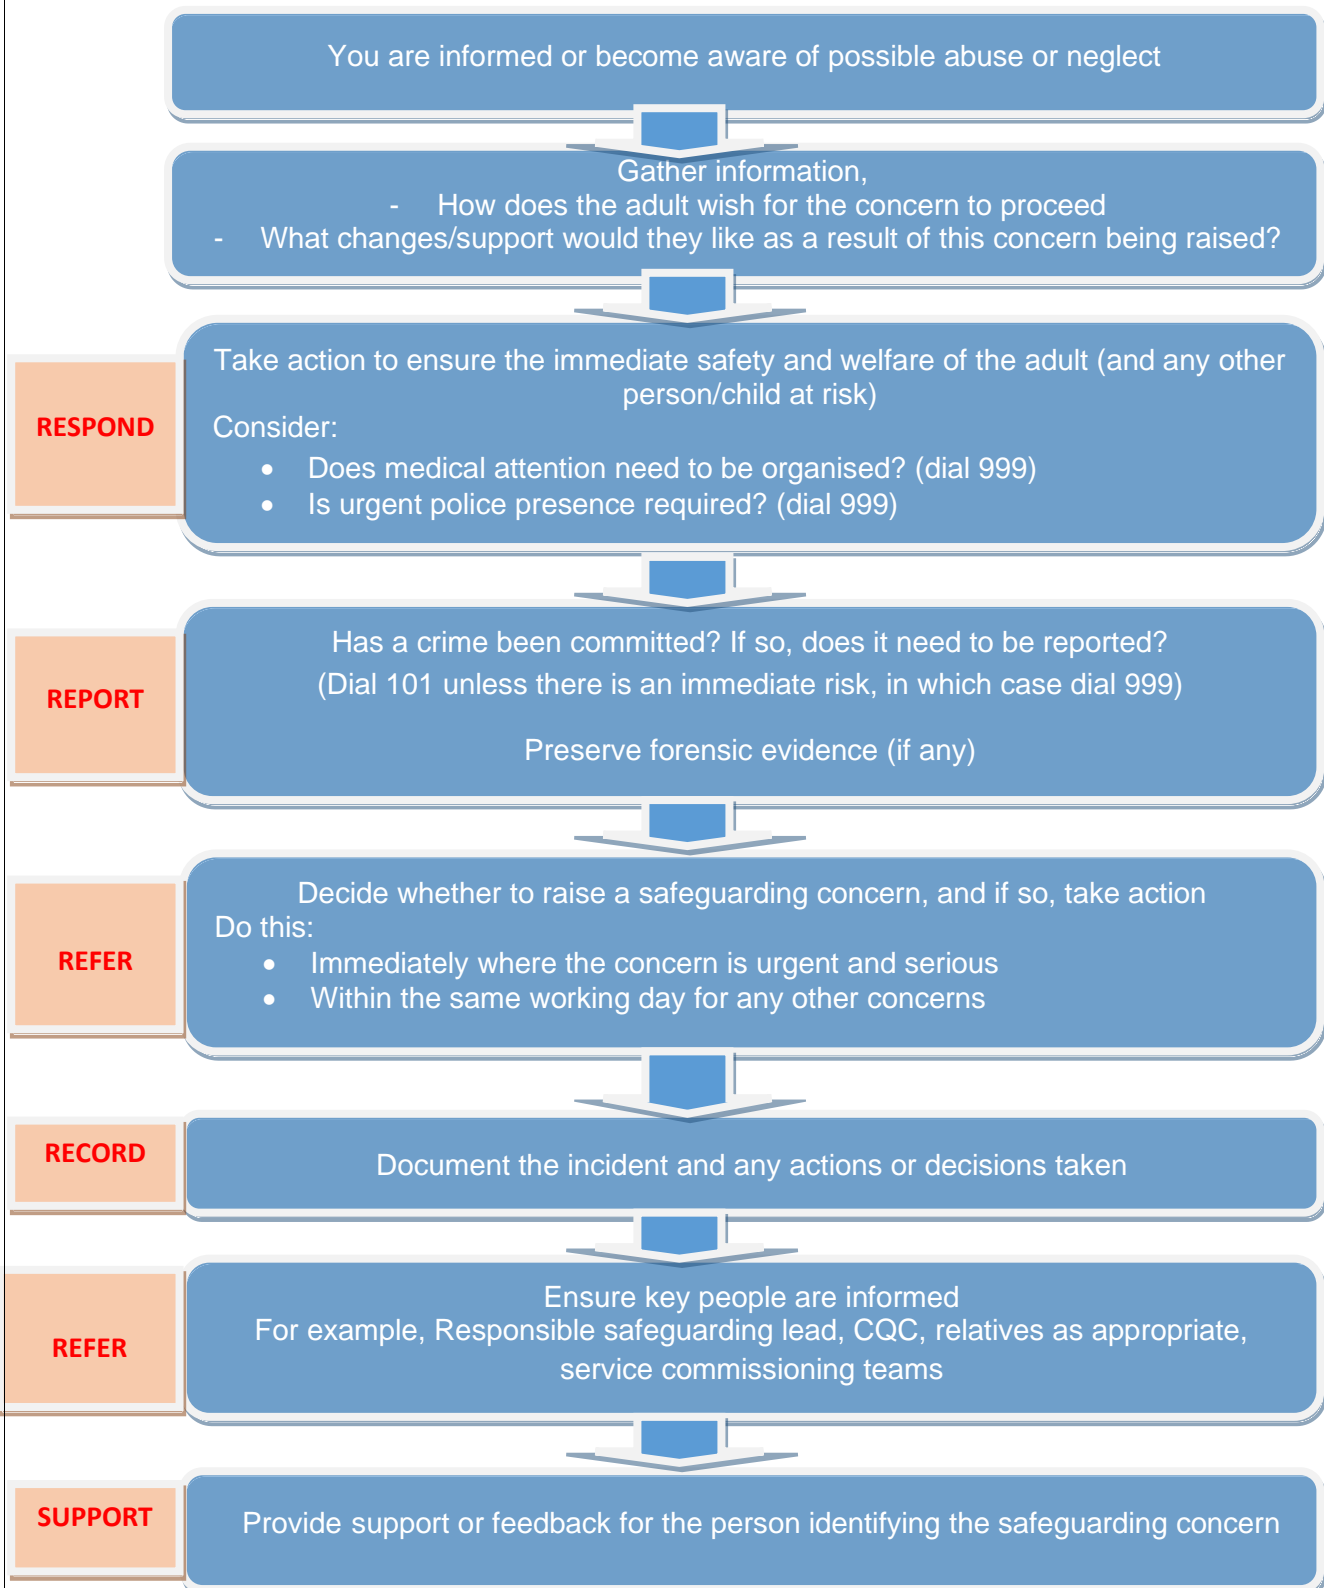 You are informed or become aware of possible abuse or neglect
Gather information,
- How does the adult wish for the concern to proceed
- What changes/support would they like as a result of this concern being raised?
RESPOND
Take action to ensure the immediate safety and welfare of the adult (and any other
person/child at risk)
Consider:
• Does medical attention need to be organised? (dial 999)
• Is urgent police presence required? (dial 999)
REPORT
Has a crime been committed? If so, does it need to be reported?
(Dial 101 unless there is an immediate risk, in which case dial 999)
Preserve forensic evidence (if any)
REFER
Decide whether to raise a safeguarding concern, and if so, take action
Do this:
• Immediately where the concern is urgent and serious
• Within the same working day for any other concerns
RECORD
Document the incident and any actions or decisions taken
REFER
Ensure key people are informed
For example, Responsible safeguarding lead, CQC, relatives as appropriate,
service commissioning teams
SUPPORT
Provide support or feedback for the person identifying the safeguarding concern